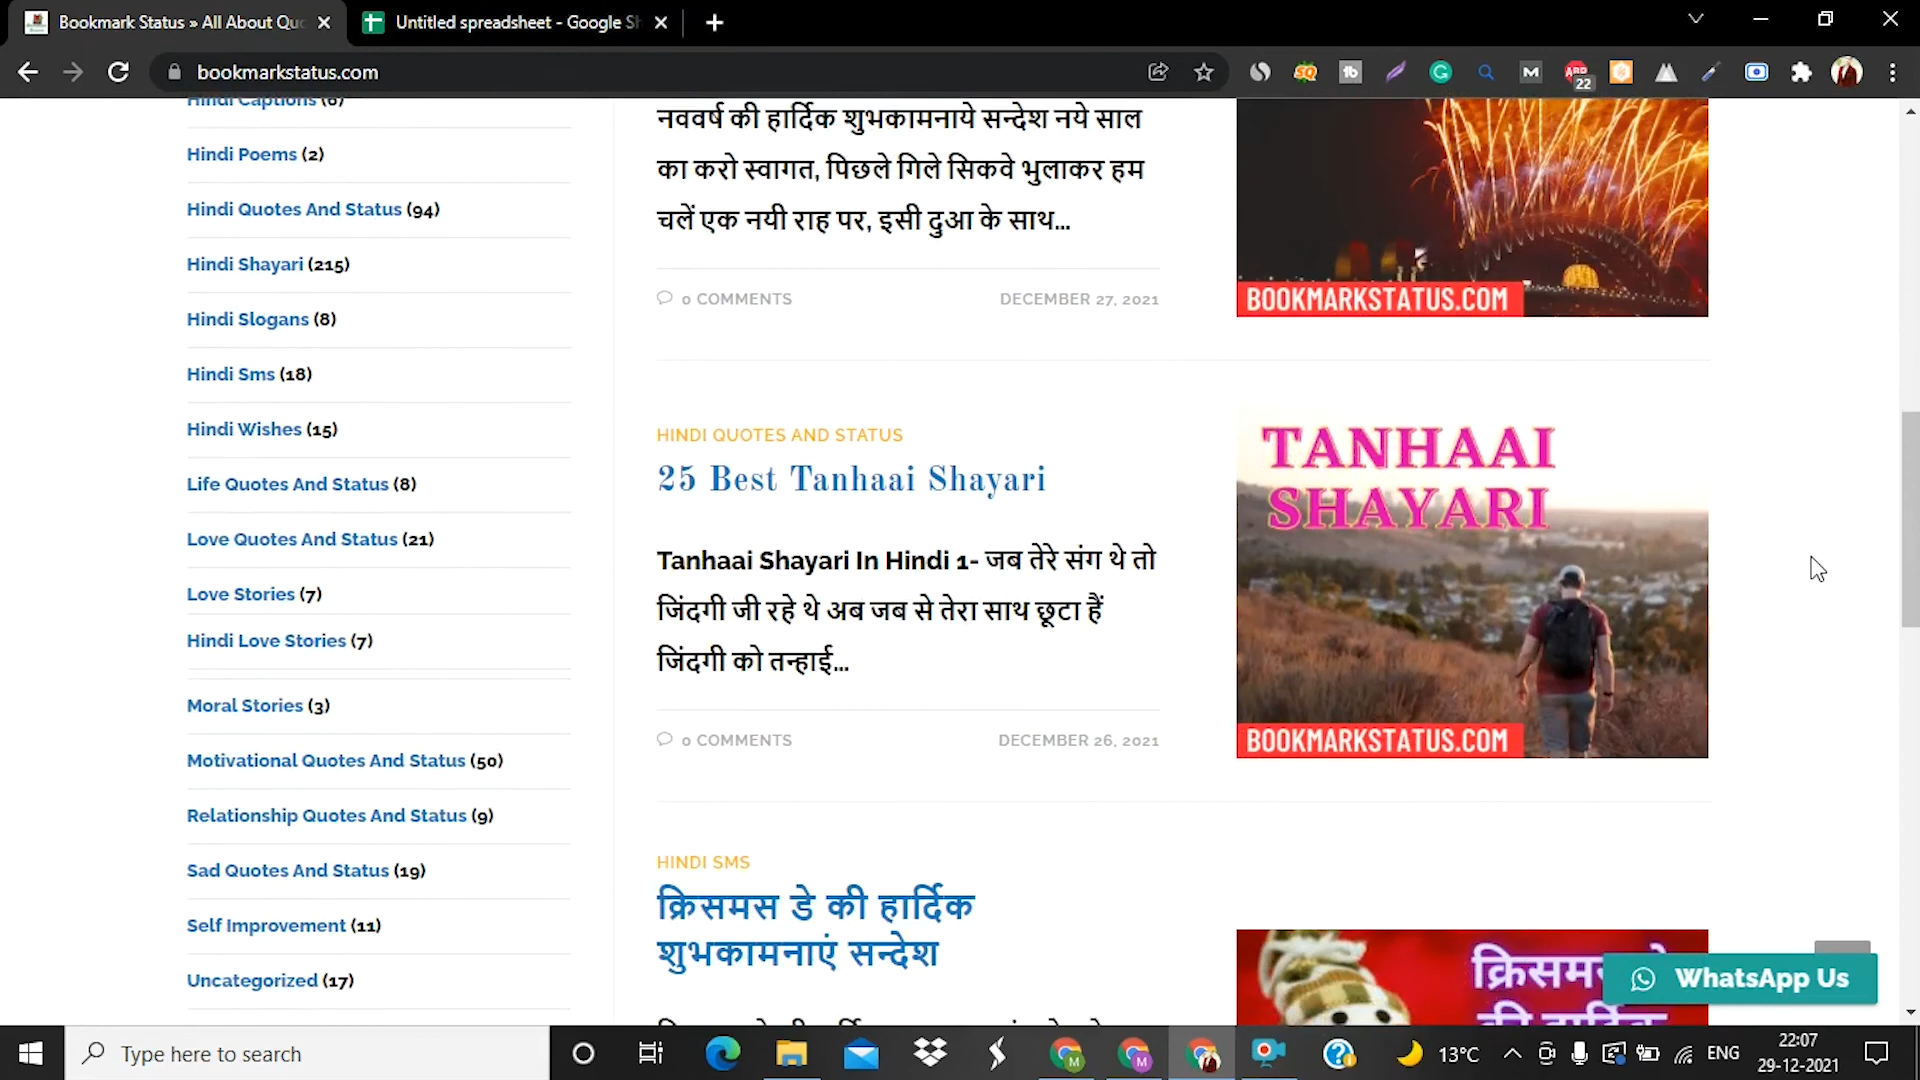 Bookmark Status » All About Quo
Untitled spreadsheet - Google Sh
bookmarkstatus.com
22
Hindi Captions (6)
Hindi Poems (2)
Hindi Quotes And Status (94)
Hindi Shayari (215)
Hindi Slogans (8)
Hindi Sms (18)
Hindi Wishes (15)
Life Quotes And Status (8)
Love Quotes And Status (21)
Love Stories (7)
Hindi Love Stories (7)
Moral Stories (3)
Motivational Quotes And Status (50)
Relationship Quotes And Status (9)
Sad Quotes And Status (19)
Self Improvement (11)
Uncategorized (17)
नववर्ष की हार्दिक शुभकामनाये सन्देश नये साल
का करो स्वागत, पिछले गिले सिकवे भुलाकर हम
चलें एक नयी राह पर, इसी दुआ के साथ...
0 COMMENTS
DECEMBER 27, 2021
BOOKMARKSTATUS.COM
HINDI QUOTES AND STATUS
25 Best Tanhaai Shayari
Tanhaai Shayari In Hindi 1- जब तेरे संग थे तो
जिंदगी जी रहे थे अब जब से तेरा साथ छूटा हैं
जिंदगी को तन्हाई...
0 COMMENTS
DECEMBER 26, 2021
TANHAAI
SHAYARI
BOOKMARKSTATUS.COM
HINDI SMS
क्रिसमस डे की हार्दिक
शुभकामनाएं सन्देश
WhatsApp Us
Type here to search
13°C
ENG
22:07
29-12-2021